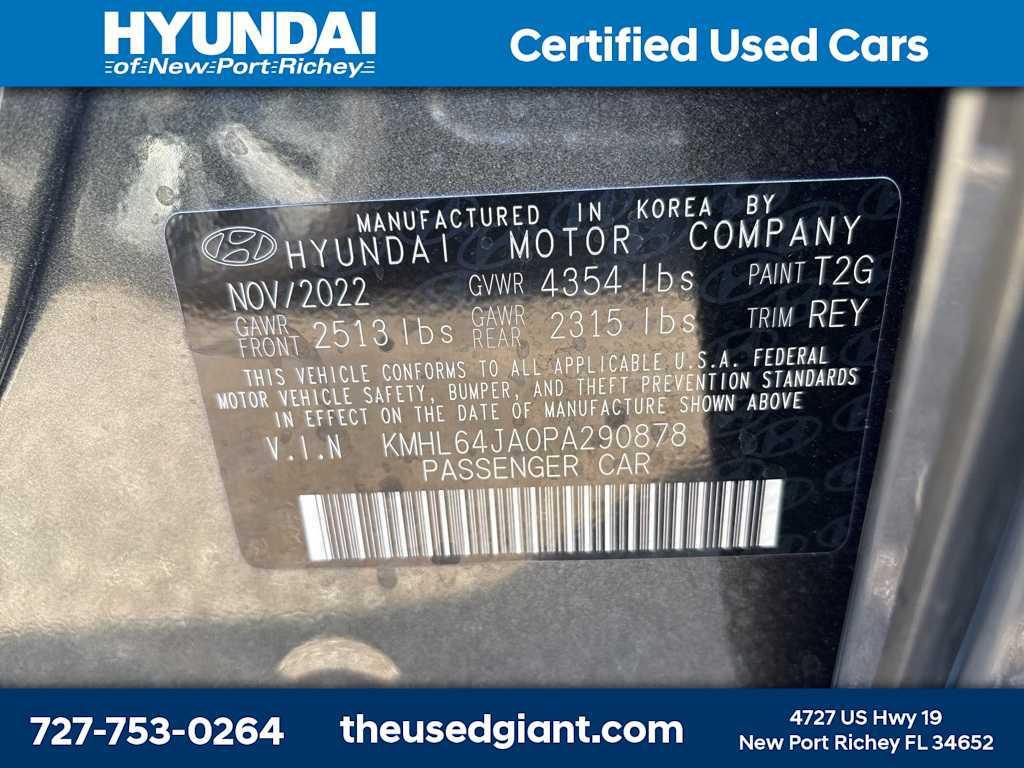 HYUNDAI
of New Port Richey
Certified Used Cars
MANUFACTURED IN KOREA BY
HYUNDAI MOTOR COMPANY
NOV/2022 GVWR 4354 lbs PAINT T2G
GAWR FRONT 2513 lbs GAWR REAR 2315 lbs TRIM REY
THIS VEHICLE CONFORMS TO ALL APPLICABLE U.S.A. FEDERAL
MOTOR VEHICLE SAFETY, BUMPER, AND THEFT PREVENTION STANDARDS
IN EFFECT ON THE DATE OF MANUFACTURE SHOWN ABOVE
V.I.N KMHL64JA0PA290878
PASSENGER CAR
727-753-0264
theusedgiant.com
4727 US Hwy 19
New Port Richey FL 34652